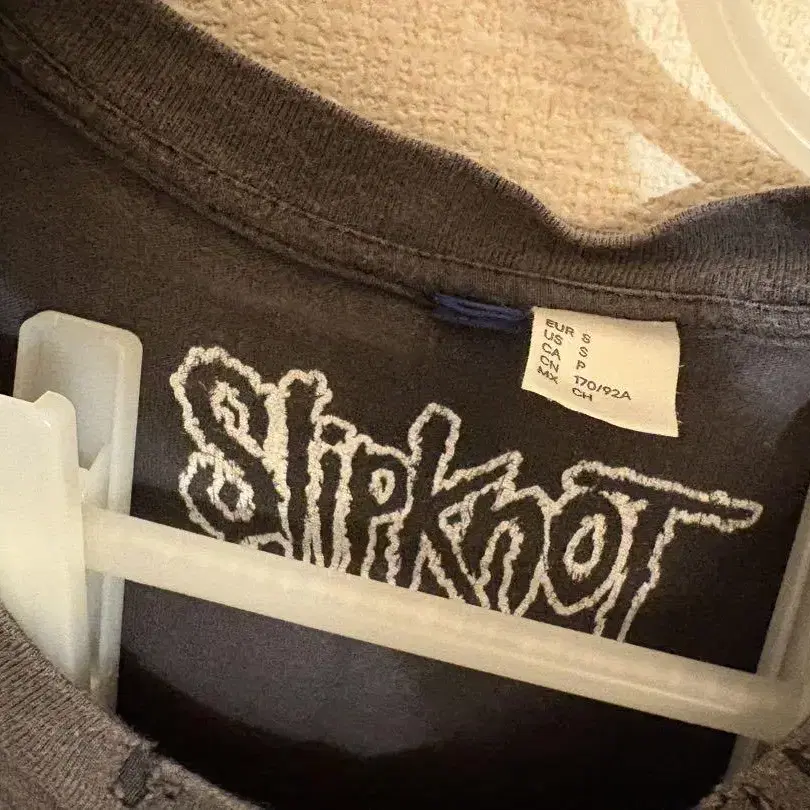 EUR S
US S
CA P
CN 170/92A
MX CH
SlipKnoT